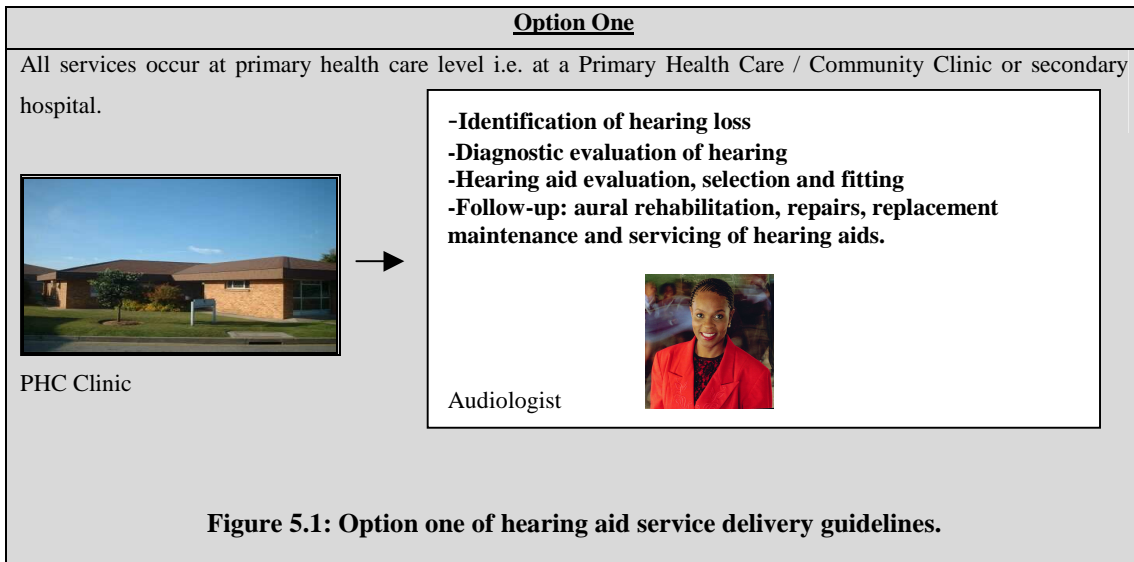 Option One
All services occur at primary health care level i.e. at a Primary Health Care / Community Clinic or secondary
hospital.
-Identification of hearing loss
-Diagnostic evaluation of hearing
-Hearing aid evaluation, selection and fitting
-Follow-up: aural rehabilitation, repairs, replacement
maintenance and servicing of hearing aids.
PHC Clinic
Audiologist
Figure 5.1: Option one of hearing aid service delivery guidelines.